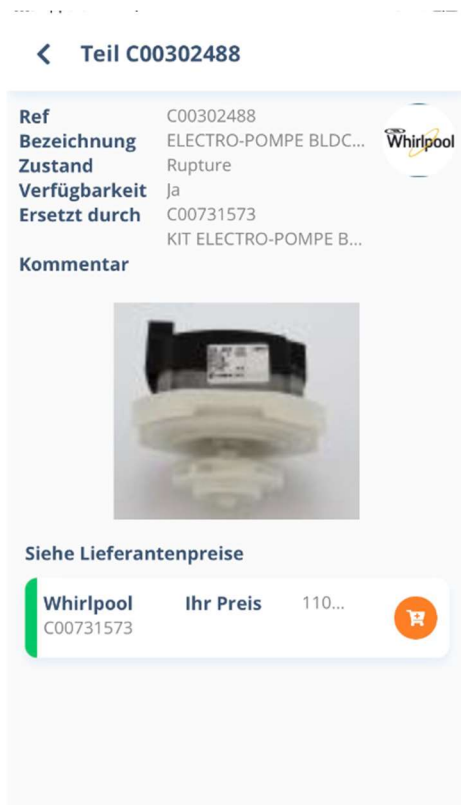 Teil C00302488
Ref C00302488
Bezeichnung ELECTRO-POMPE BLDC...
Zustand Rupture
Verfügbarkeit Ja
Ersetzt durch C00731573
KIT ELECTRO-POMPE B...
Kommentar
Whirlpool
Siehe Lieferantenpreise
Whirlpool Ihr Preis 110...
C00731573